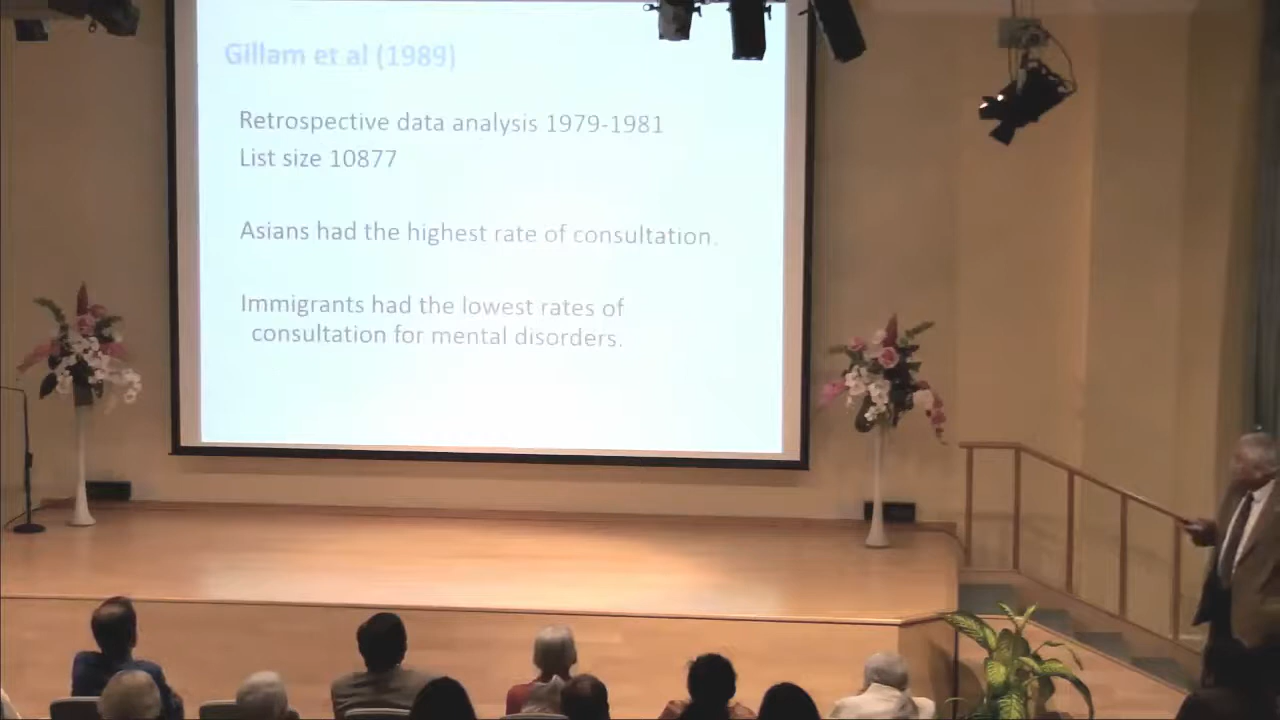 Gillam et al (1989)
Retrospective data analysis 1979-1981
List size 10877
Asians had the highest rate of consultation.
Immigrants had the lowest rates of
consultation for mental disorders.